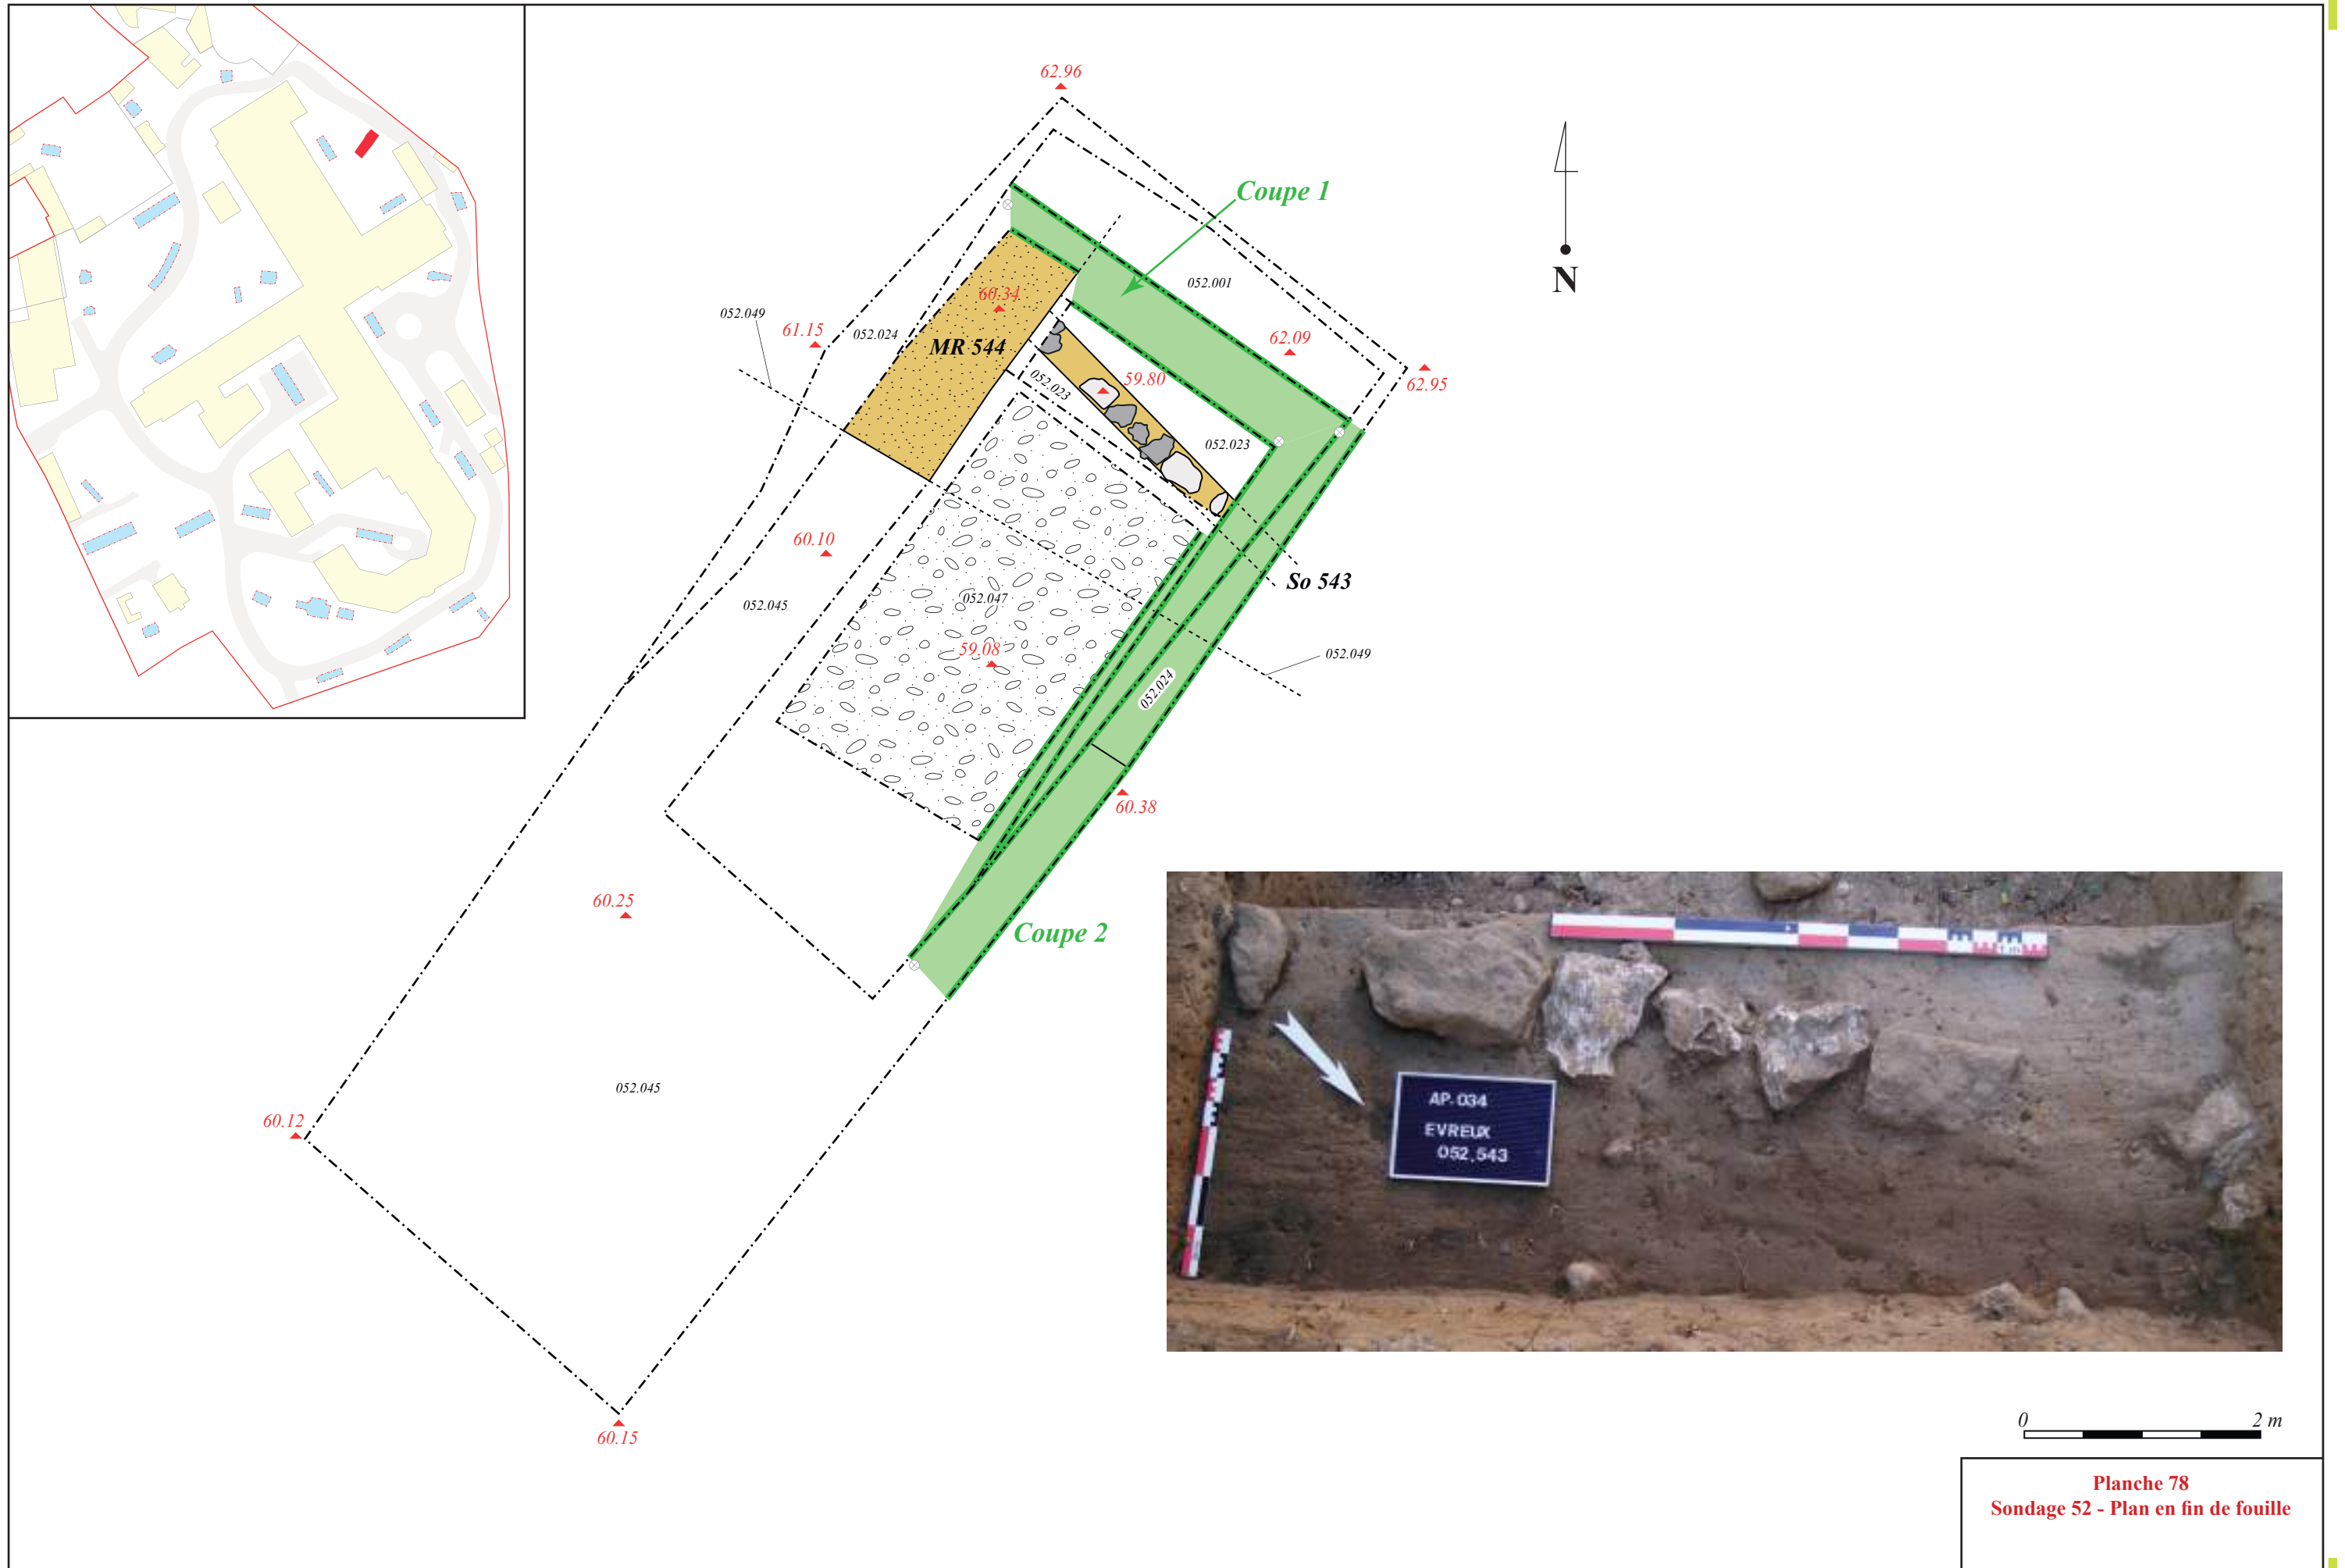 62.96
Coupe 1
052.001
N
052.049
61.15
052.024
60.34
MR 544
62.09
59.80
62.95
052.023
052.023
60.10
So 543
052.045
052.047
59.08
052.049
052.024
60.38
60.25
Coupe 2
052.045
60.12
60.15
1 m
AP. 034
EVREUX
052,543
0 2 m
Planche 78
Sondage 52 - Plan en fin de fouille